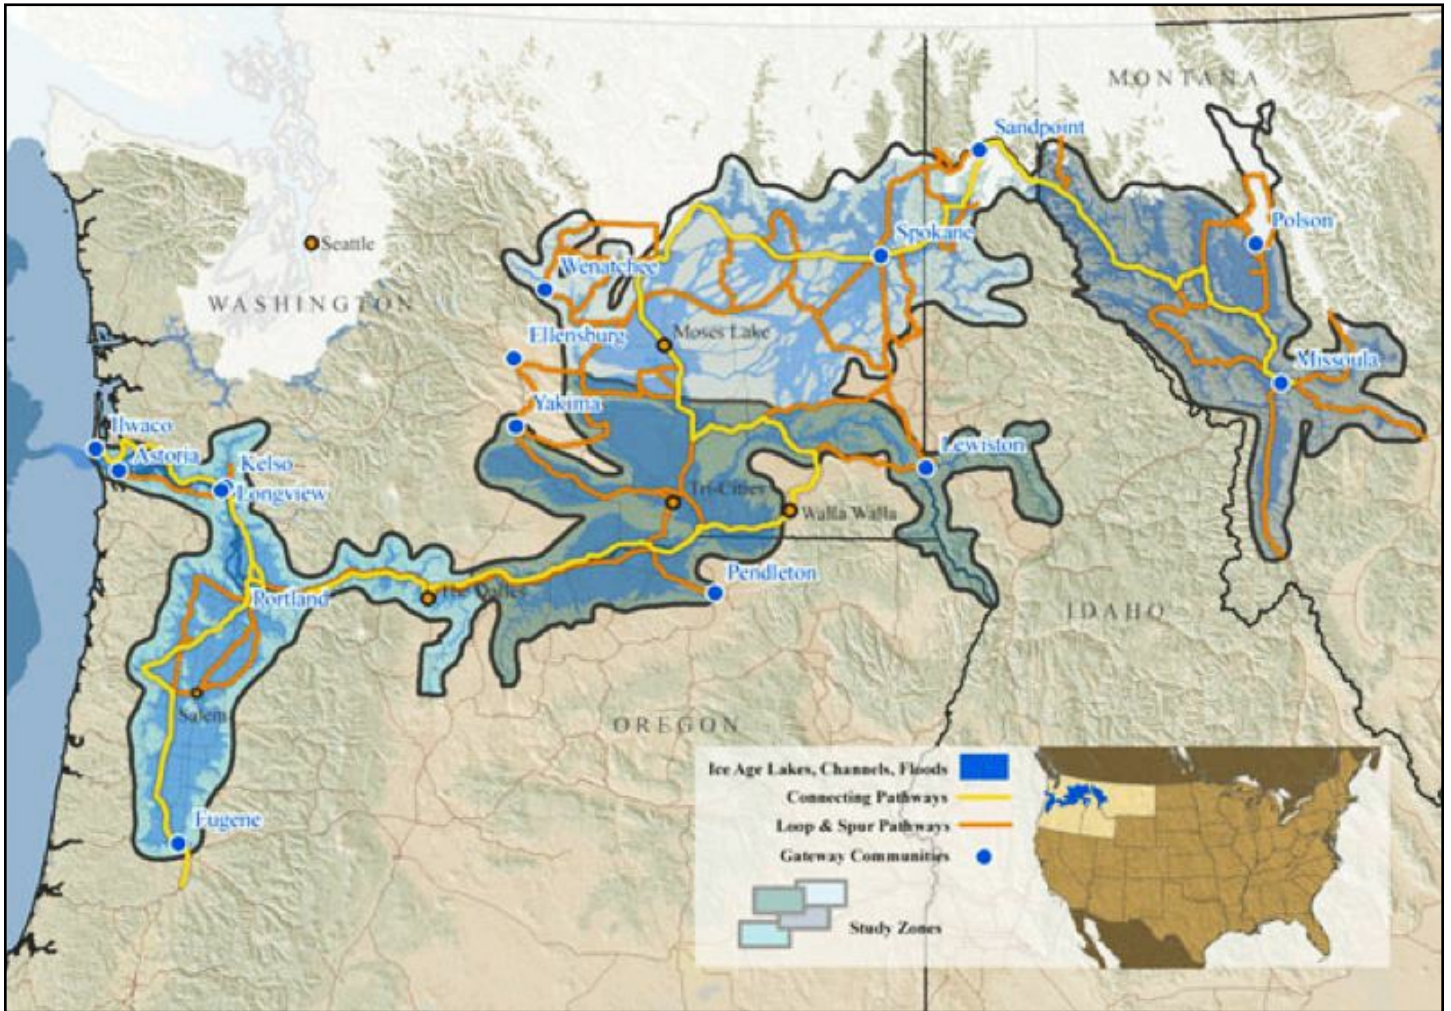 MONTANA
Sandpoint
Polson
Spokane
Seattle
Wenatchee
WASHINGTON
Ellensburg
Moses Lake
Missoula
Yakima
Ilwaco
Astoria
Kelso
Lewiston
Longview
Tri-Cities
Walla Walla
Pendleton
The Dalles
Portland
IDAHO
Salem
OREGON
Eugene
Ice Age Lakes, Channels, Floods
Connecting Pathways
Loop & Spur Pathways
Gateway Communities
Study Zones